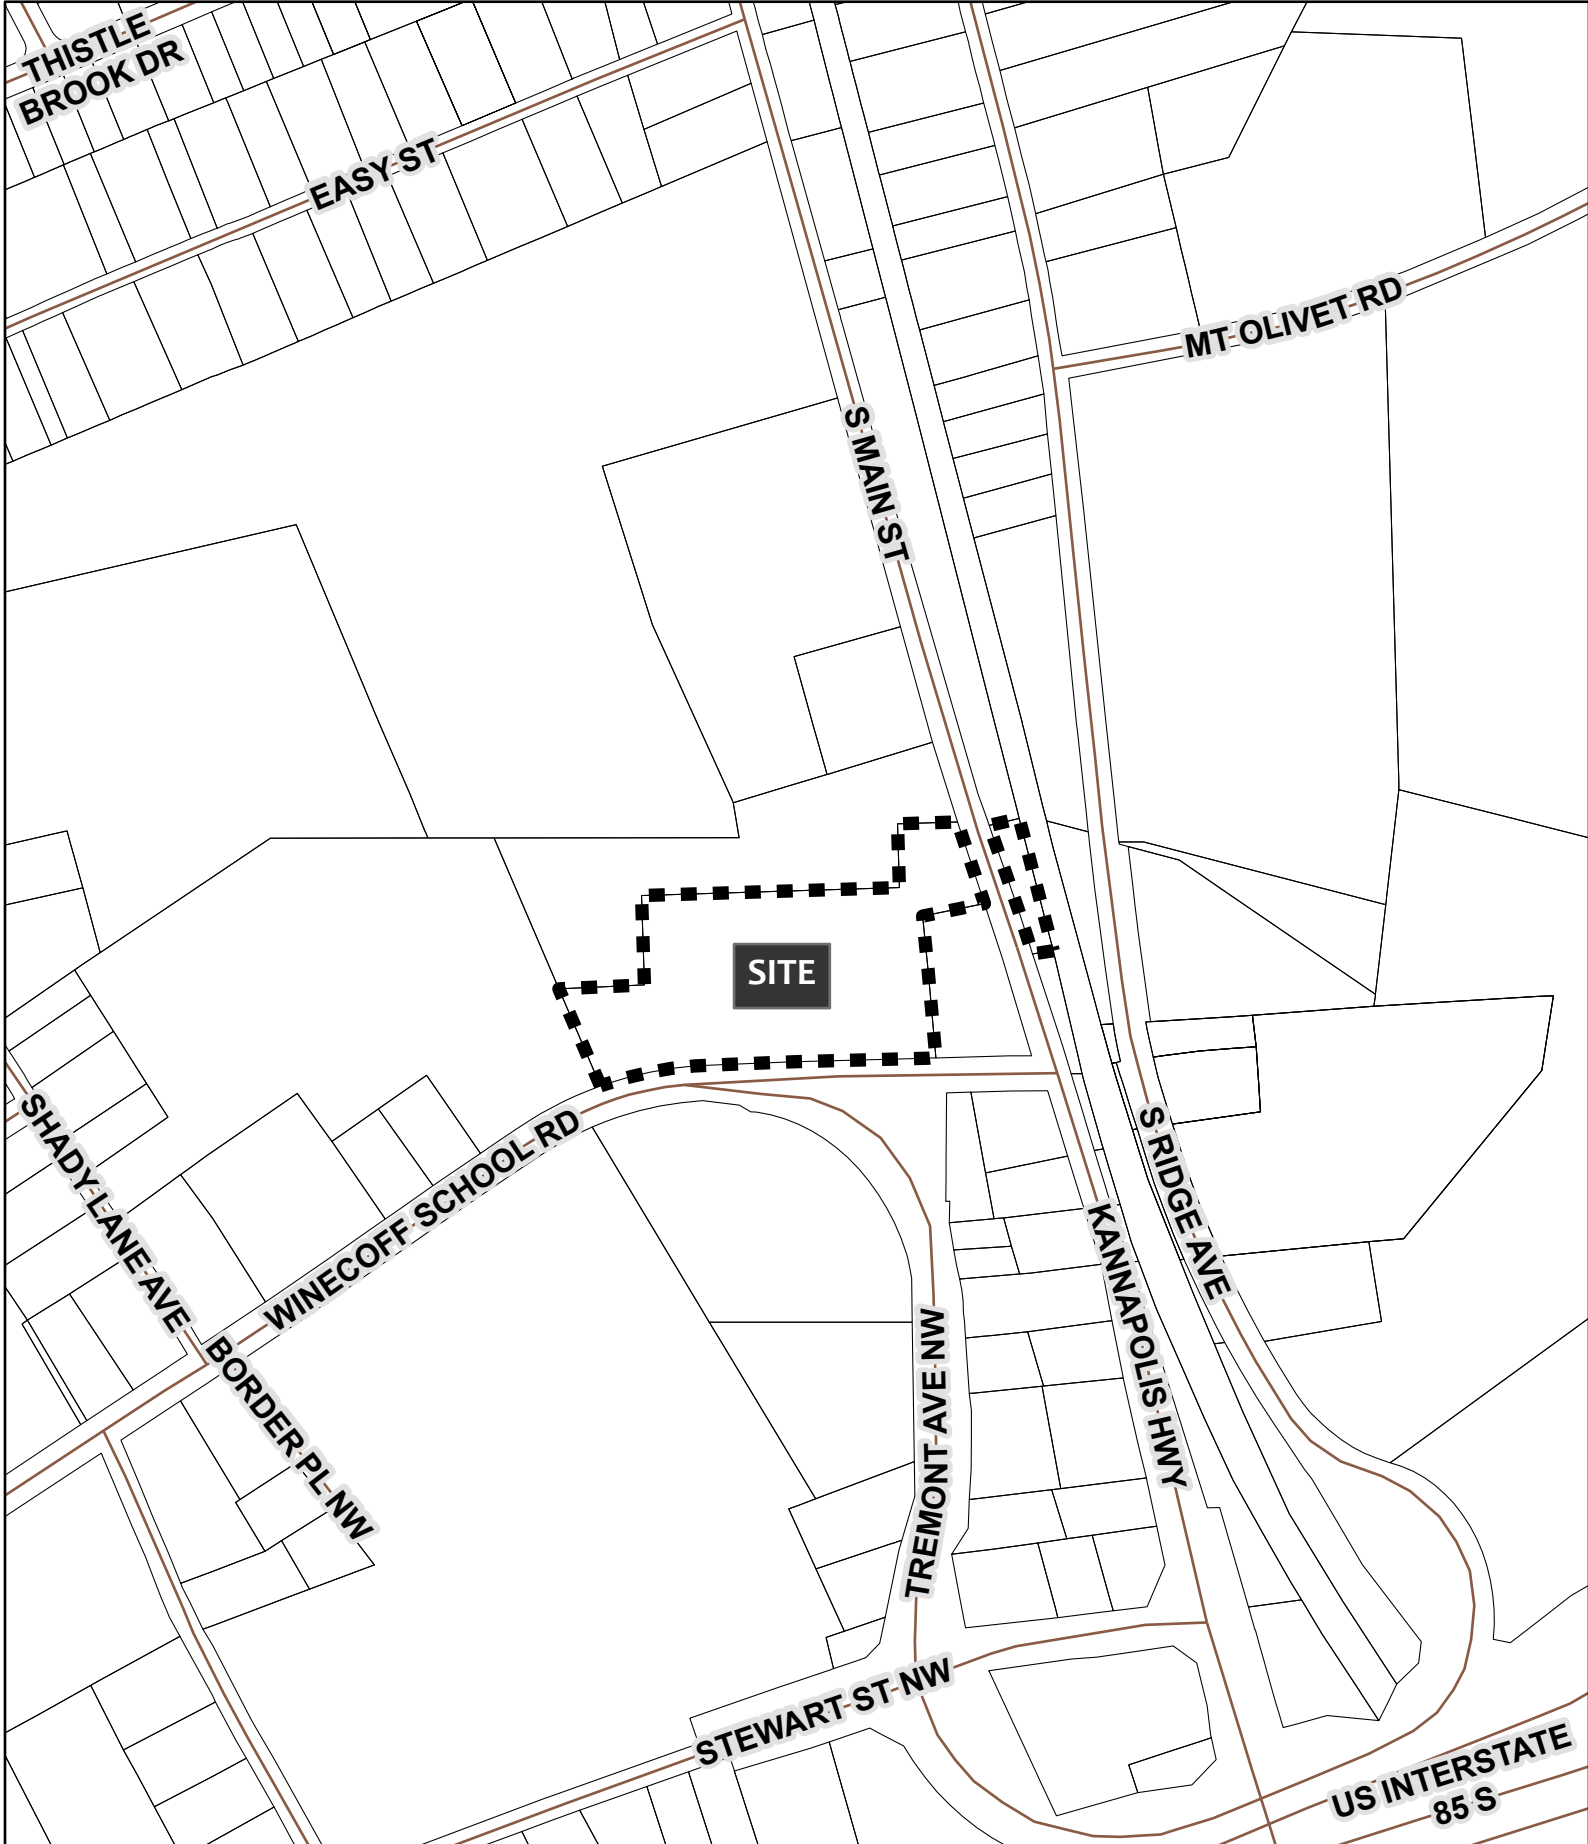 THISTLE
BROOK DR
EASY ST
MT OLIVET RD
S MAIN ST
SITE
SHADY LANE AVE
WINECOFF SCHOOL RD
S RIDGE AVE
KANNAPOLIS HWY
BORDER PL NW
TREMONT AVE NW
STEWART ST NW
US INTERSTATE
85 S